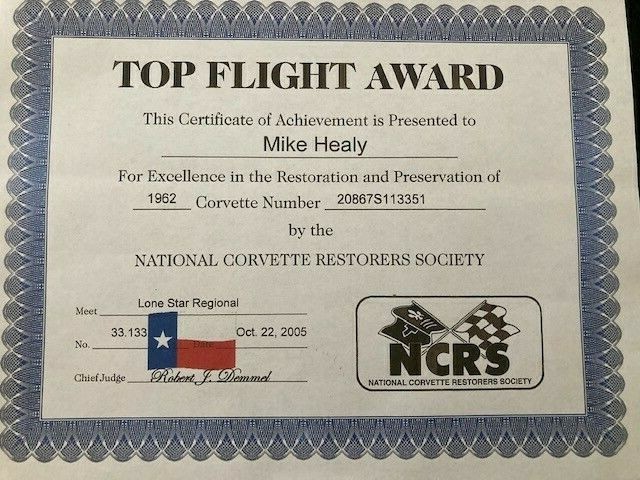 TOP FLIGHT AWARD
This Certificate of Achievement is Presented to
Mike Healy
For Excellence in the Restoration and Preservation of
1962 Corvette Number 20867S113351
by the
NATIONAL CORVETTE RESTORERS SOCIETY
Meet Lone Star Regional
No. 33.133 Date Oct. 22, 2005
Chief Judge Robert J. Demmel
NCRS
NATIONAL CORVETTE RESTORERS SOCIETY